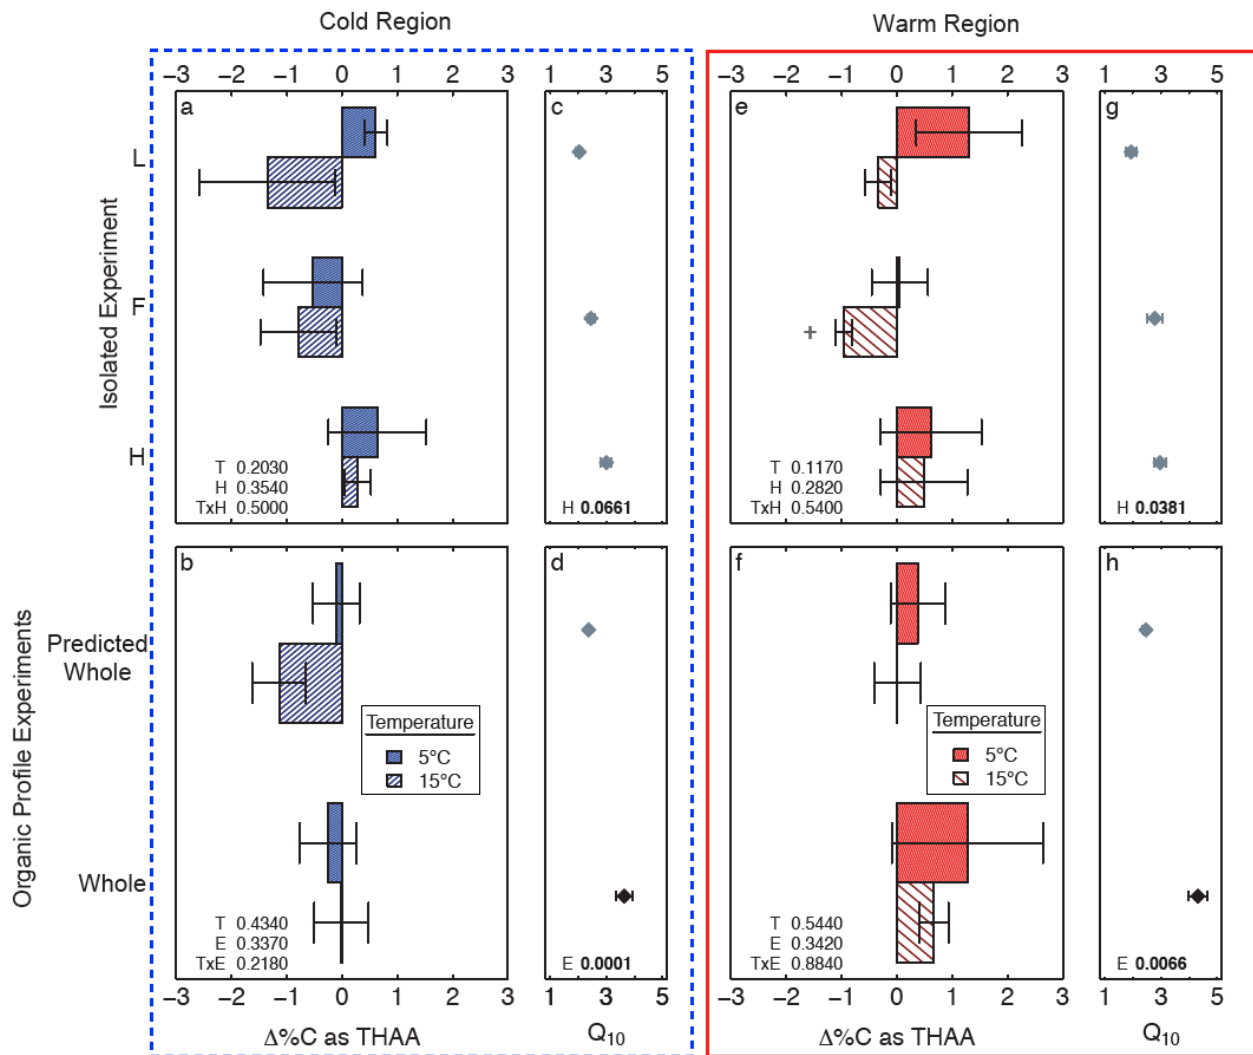 Cold Region
Warm Region
−3 −2 −1 0 1 2 3
1 3 5
−3 −2 −1 0 1 2 3
1 3 5
a
c
e
g
L
F
H
Isolated Experiment
T 0.2030
H 0.3540
TxH 0.5000
H 0.0661
T 0.1170
H 0.2820
TxH 0.5400
H 0.0381
b
d
f
h
Predicted
Whole
Whole
Organic Profile Experiments
Temperature
5°C
15°C
Temperature
5°C
15°C
T 0.4340
E 0.3370
TxE 0.2180
E 0.0001
T 0.5440
E 0.3420
TxE 0.8840
E 0.0066
−3 −2 −1 0 1 2 3
1 3 5
−3 −2 −1 0 1 2 3
1 3 5
Δ%C as THAA
Q10
Δ%C as THAA
Q10